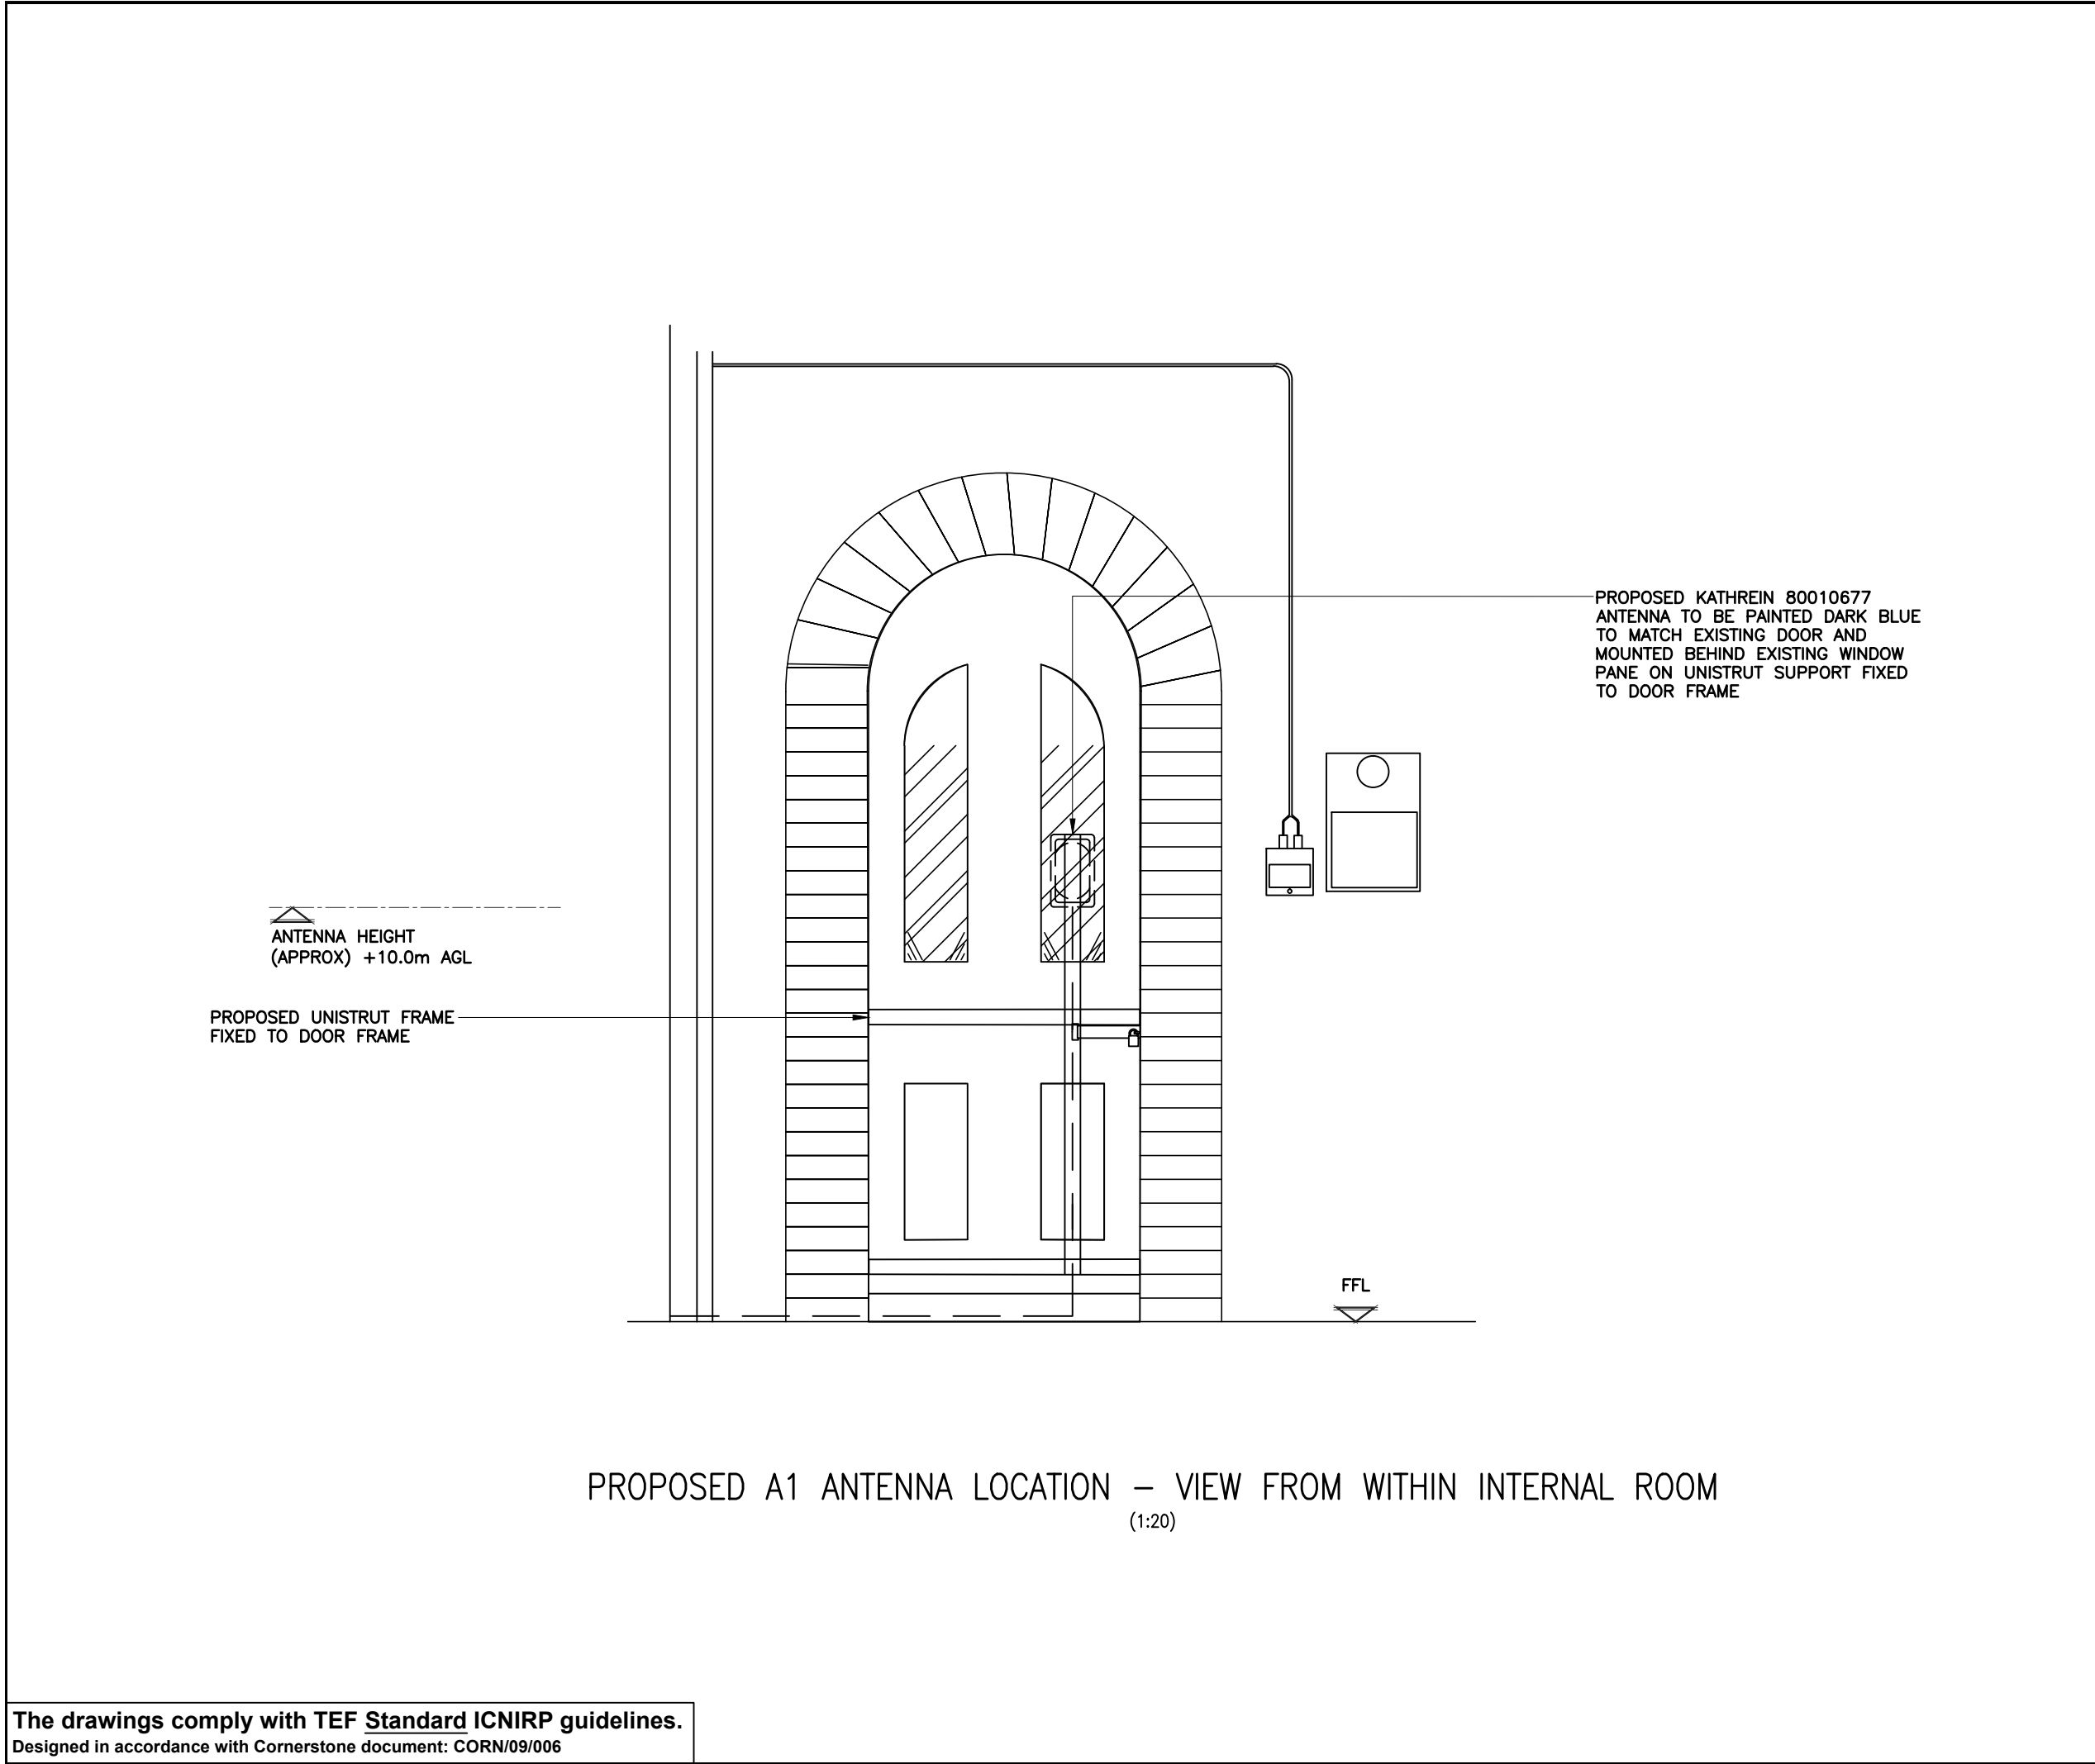 PROPOSED KATHREIN 80010677
ANTENNA TO BE PAINTED DARK BLUE
TO MATCH EXISTING DOOR AND
MOUNTED BEHIND EXISTING WINDOW
PANE ON UNISTRUT SUPPORT FIXED
TO DOOR FRAME
ANTENNA HEIGHT
(APPROX) +10.0m AGL
PROPOSED UNISTRUT FRAME
FIXED TO DOOR FRAME
FFL
PROPOSED A1 ANTENNA LOCATION – VIEW FROM WITHIN INTERNAL ROOM
(1:20)
The drawings comply with TEF Standard ICNIRP guidelines.
Designed in accordance with Cornerstone document: CORN/09/006